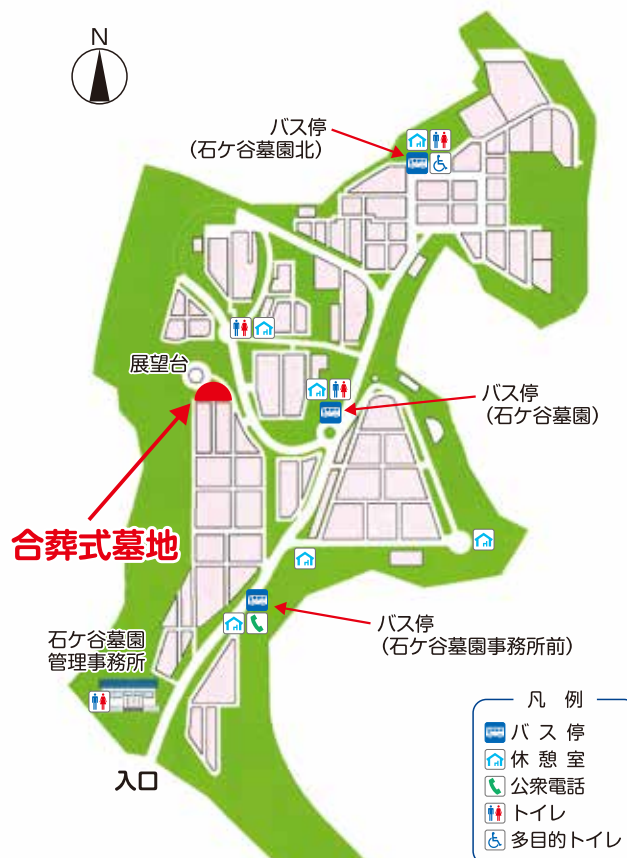 N
バス停
（石ケ谷墓園北）
展望台
バス停
（石ケ谷墓園）
合葬式墓地
バス停
（石ケ谷墓園事務所前）
石ケ谷墓園
管理事務所
入口
凡 例
バ ス 停
休 憩 室
公衆電話
トイレ
多目的トイレ